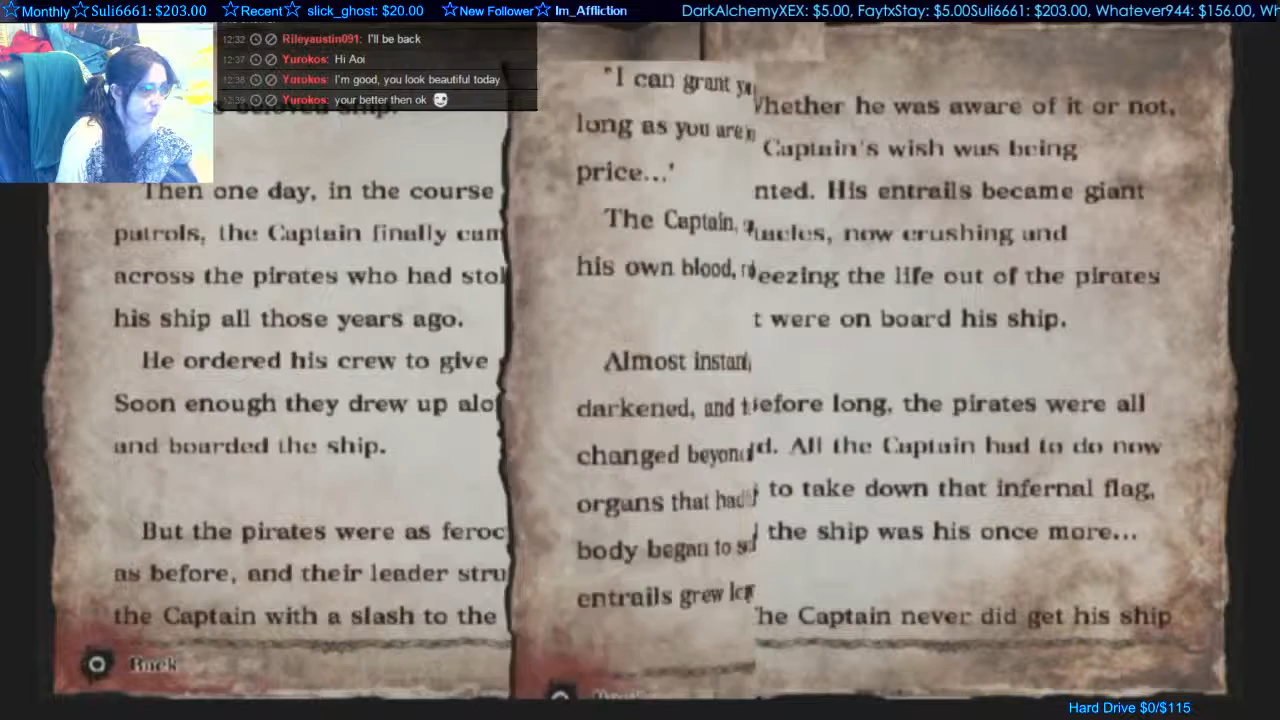 ☆Monthly☆ Suli6661: $203.00 ☆Recent☆ slick_ghost: $20.00 ☆New Follower☆ Im_Affliction
DarkAlchemyXEX: $5.00, FaytxStay: $5.00Suli6661: $203.00, Whatever944: $156.00, Wh
12:32 Rileyaustin091: I'll be back
12:37 Yurokos: Hi Aoi
12:38 Yurokos: I'm good, you look beautiful today
12:39 Yurokos: your better then ok
ship.
Then one day, in the course
patrols, the Captain finally cam
across the pirates who had stol
his ship all those years ago.
He ordered his crew to give
Soon enough they drew up alo
and boarded the ship.
But the pirates were as feroc
as before, and their leader stru
the Captain with a slash to the
Back
"I can grant
long as you are
price...'
The Captain,
his own blood,
Almost instan
darkened, and
changed beyon
organs that had
body began to
entrails grew
Whether he was aware of it or not,
Captain's wish was being
nted. His entrails became giant
tacles, now crushing and
eezing the life out of the pirates
t were on board his ship.
efore long, the pirates were all
d. All the Captain had to do now
to take down that infernal flag,
the ship was his once more...
The Captain never did get his ship
Hard Drive $0/$115